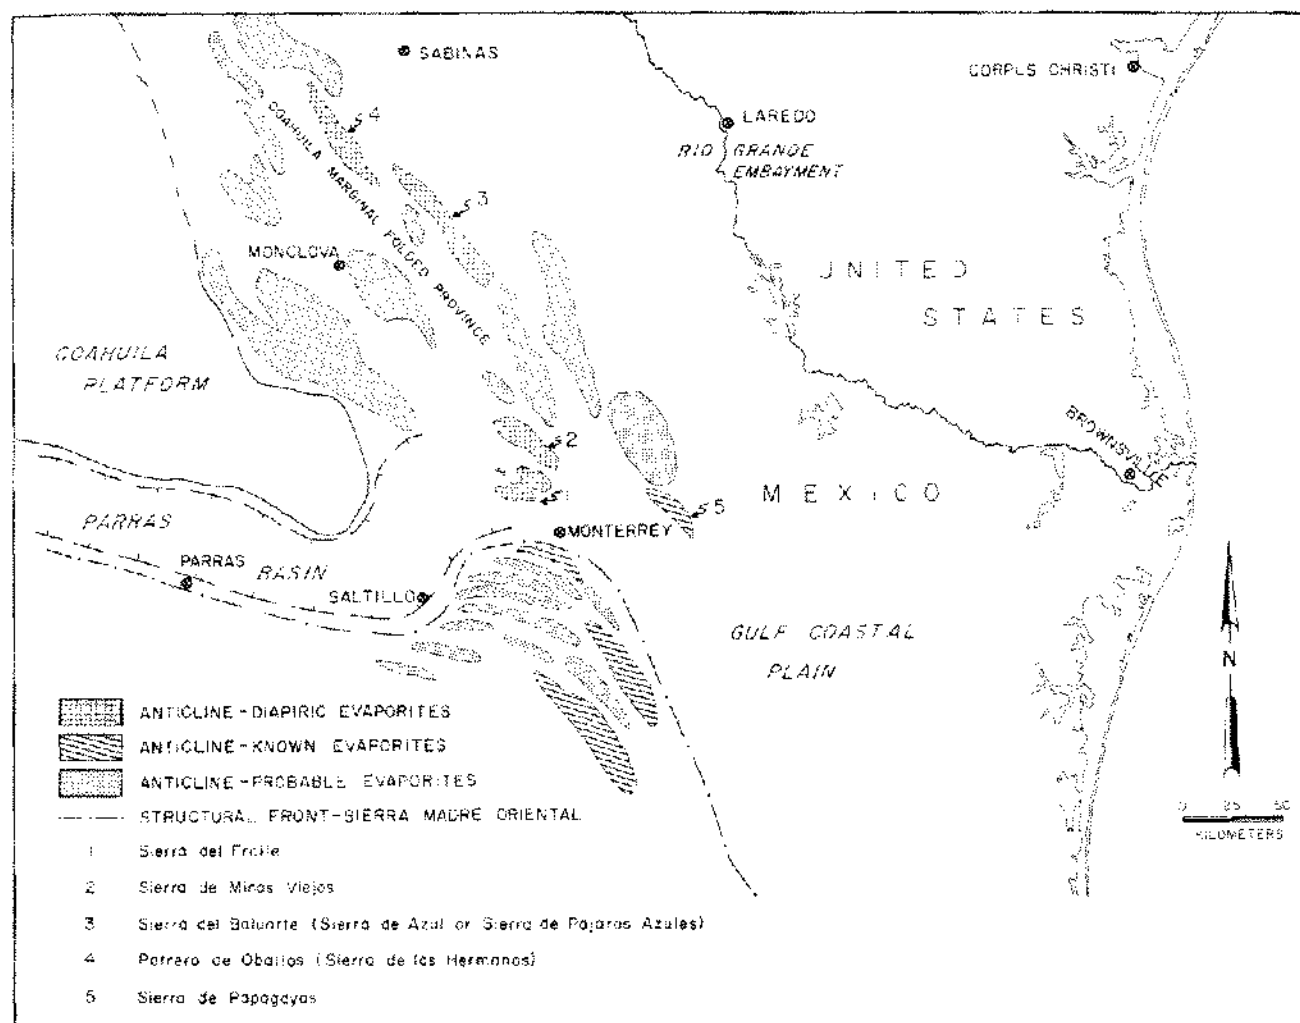 SABINAS
CORPUS CHRISTI
4
LAREDO
RIO GRANDE
EMBAYMENT
COAHUILA MARGINAL FOLDED PROVINCE
3
MONCLOVA
UNITED
STATES
COAHUILA
PLATFORM
2
BROWNSVILLE
1
5
MEXICO
PARRAS
BASIN
MONTERREY
PARRAS
SALTILLO
GULF COASTAL
PLAIN
N
0 25 50
KILOMETERS
ANTICLINE-DIAPIRIC EVAPORITES
ANTICLINE-KNOWN EVAPORITES
ANTICLINE-PROBABLE EVAPORITES
STRUCTURAL FRONT-SIERRA MADRE ORIENTAL
1 Sierra del Fraile
2 Sierra de Minas Viejas
3 Sierra del Baluarte (Sierra de Azul or Sierra de Pajaros Azules)
4 Potrero de Oballos (Sierra de los Hermanos)
5 Sierra de Papagayos